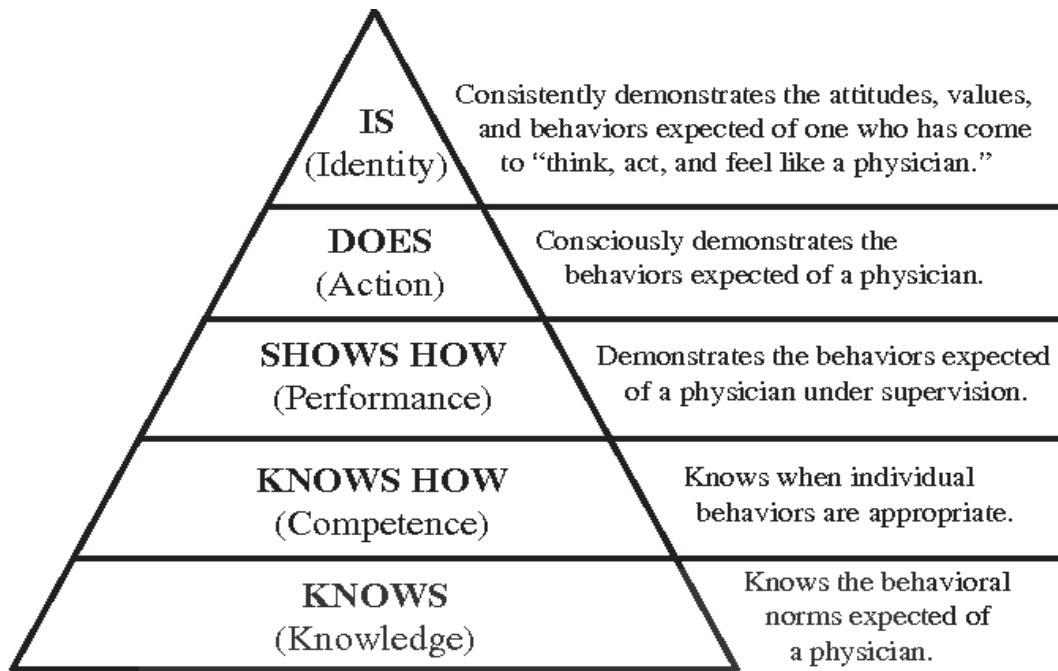 IS
(Identity)
Consistently demonstrates the attitudes, values,
and behaviors expected of one who has come
to “think, act, and feel like a physician.”
DOES
(Action)
Consciously demonstrates the
behaviors expected of a physician.
SHOWS HOW
(Performance)
Demonstrates the behaviors expected
of a physician under supervision.
KNOWS HOW
(Competence)
Knows when individual
behaviors are appropriate.
KNOWS
(Knowledge)
Knows the behavioral
norms expected of
a physician.